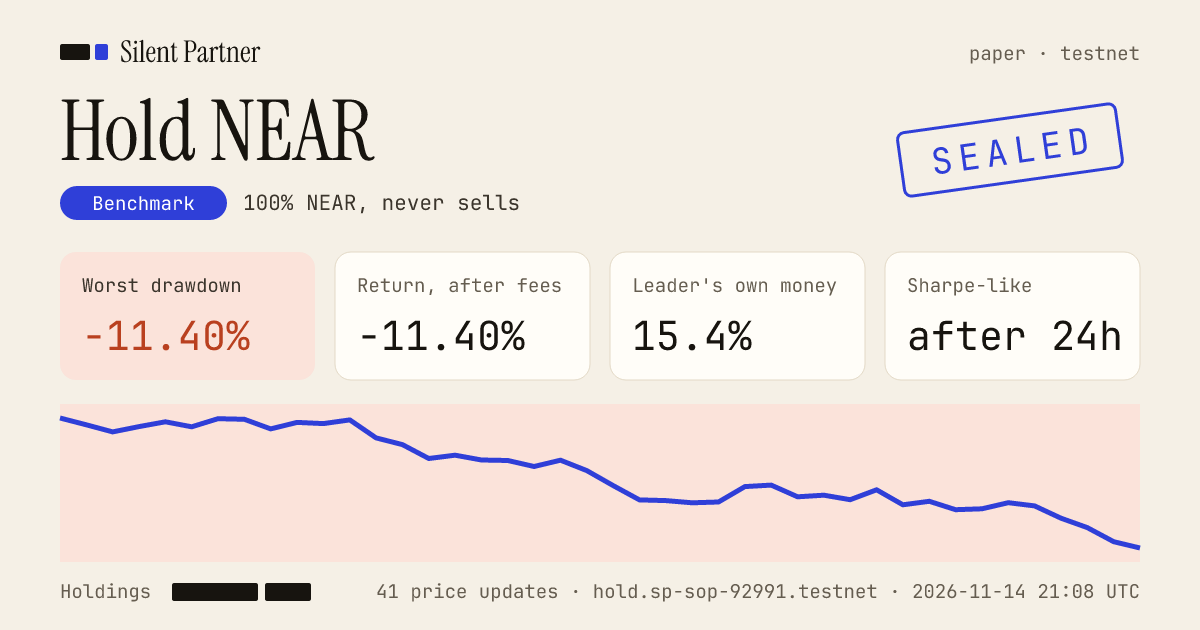 Silent Partner
paper · testnet
Hold NEAR
SEALED
Benchmark
100% NEAR, never sells
Worst drawdown
-11.40%
Return, after fees
-11.40%
Leader's own money
15.4%
Sharpe-like
after 24h
Holdings
41 price updates · hold.sp-sop-92991.testnet · 2026-11-14 21:08 UTC